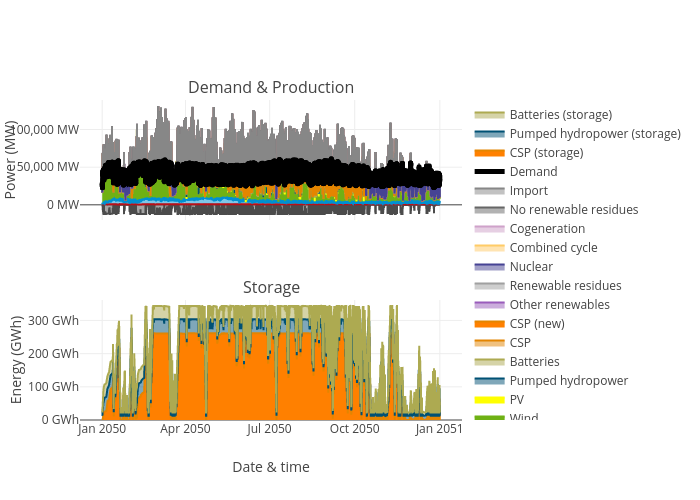 Demand & Production
Power (MW)
100,000 MW
50,000 MW
0 MW
Storage
Energy (GWh)
300 GWh
200 GWh
100 GWh
0 GWh
Jan 2050
Apr 2050
Jul 2050
Oct 2050
Jan 2051
Date & time
Batteries (storage)
Pumped hydropower (storage)
CSP (storage)
Demand
Import
No renewable residues
Cogeneration
Combined cycle
Nuclear
Renewable residues
Other renewables
CSP (new)
CSP
Batteries
Pumped hydropower
PV
Wind